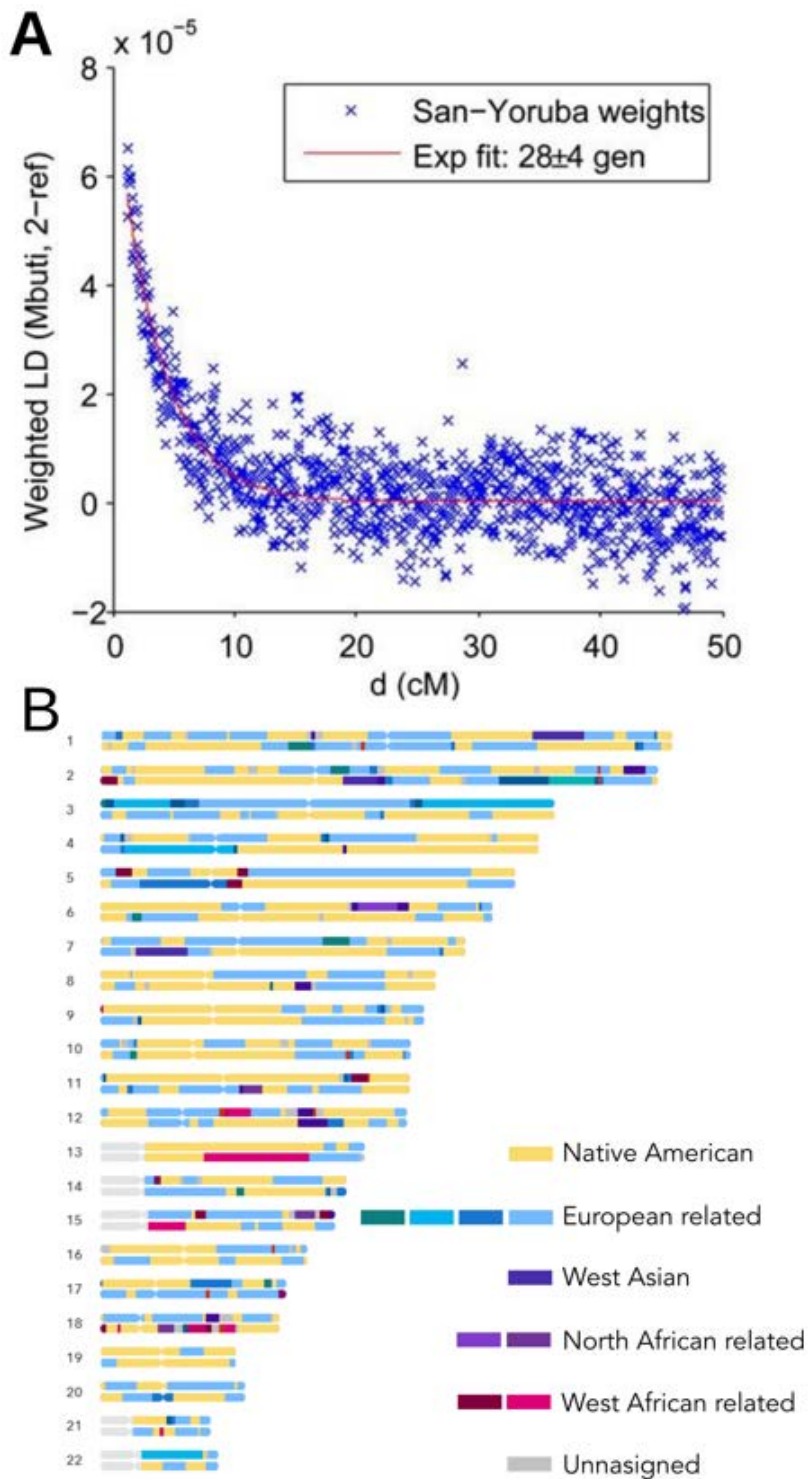 A
x 10⁻⁵
8
6
4
2
0
−2
Weighted LD (Mbuti, 2−ref)
San−Yoruba weights
Exp fit: 28±4 gen
0 10 20 30 40 50
d (cM)
B
1
2
3
4
5
6
7
8
9
10
11
12
13
14
15
16
17
18
19
20
21
22
Native American
European related
West Asian
North African related
West African related
Unnasigned